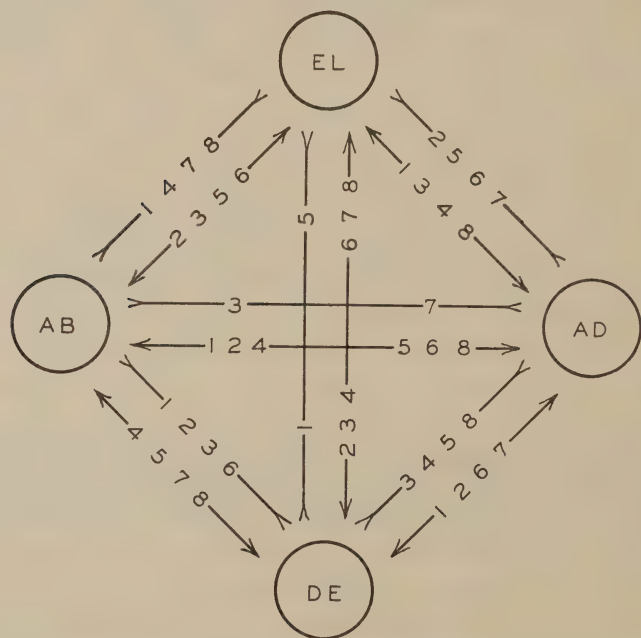 EL
1 4 7 8
2 3 5 6
5
6 7 8
1 3 4 8
2 5 6 7
AB
3
7
AD
1 2 4
5 6 8
1 2 3 6
4 5 7 8
1
2 3 4
3 4 5 8
1 2 6 7
DE